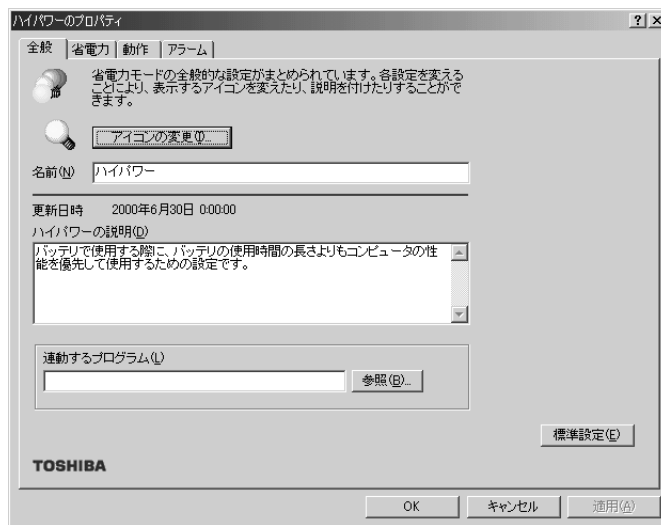 ハイパワーのプロパティ
全般 省電力 動作 アラーム
省電力モードの全般的な設定がまとめられています。各設定を変える
ことにより、表示するアイコンを変えたり、説明を付けたりすることがで
きます。
アイコンの変更(I)...
名前(N) ハイパワー
更新日時 2000年6月30日 0:00:00
ハイパワーの説明(D)
バッテリで使用する際に、バッテリの使用時間の長さよりもコンピュータの性
能を優先して使用するための設定です。
連動するプログラム(L)
参照(B)...
標準設定(E)
TOSHIBA
OK キャンセル 適用(A)